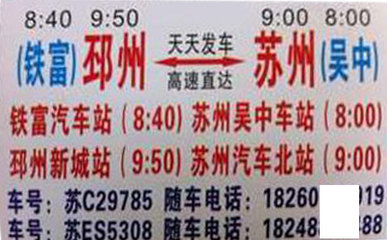 8:40 9:50 9:00 8:00
(铁富)邳州 天天发车 高速直达 苏州(吴中)
铁富汽车站(8:40) 苏州吴中车站(8:00)
邳州新城站(9:50) 苏州汽车北站(9:00)
车号:苏C29785 随车电话:18260 019
车号:苏ES5308 随车电话:18248 888